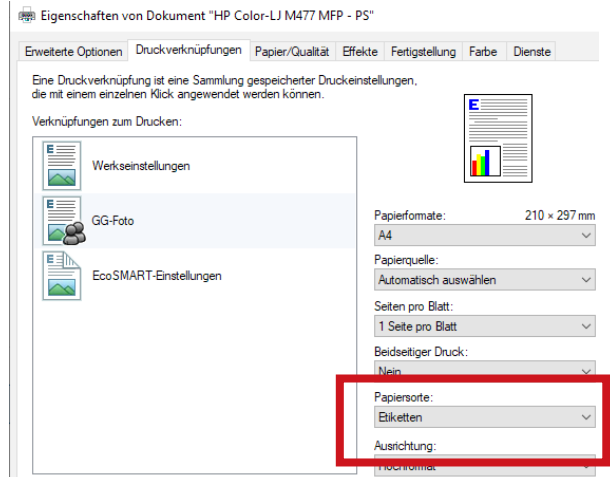 Eigenschaften von Dokument "HP Color-LJ M477 MFP - PS"
Erweiterte Optionen Druckverknüpfungen Papier/Qualität Effekte Fertigstellung Farbe Dienste
Eine Druckverknüpfung ist eine Sammlung gespeicherter Druckeinstellungen,
die mit einem einzelnen Klick angewendet werden können.
Verknüpfungen zum Drucken:
Werkseinstellungen
GG-Foto
EcoSMART-Einstellungen
E
Papierformate: 210 × 297 mm
A4
Papierquelle:
Automatisch auswählen
Seiten pro Blatt:
1 Seite pro Blatt
Beidseitiger Druck:
Nein
Papiersorte:
Etiketten
Ausrichtung:
Hochformat